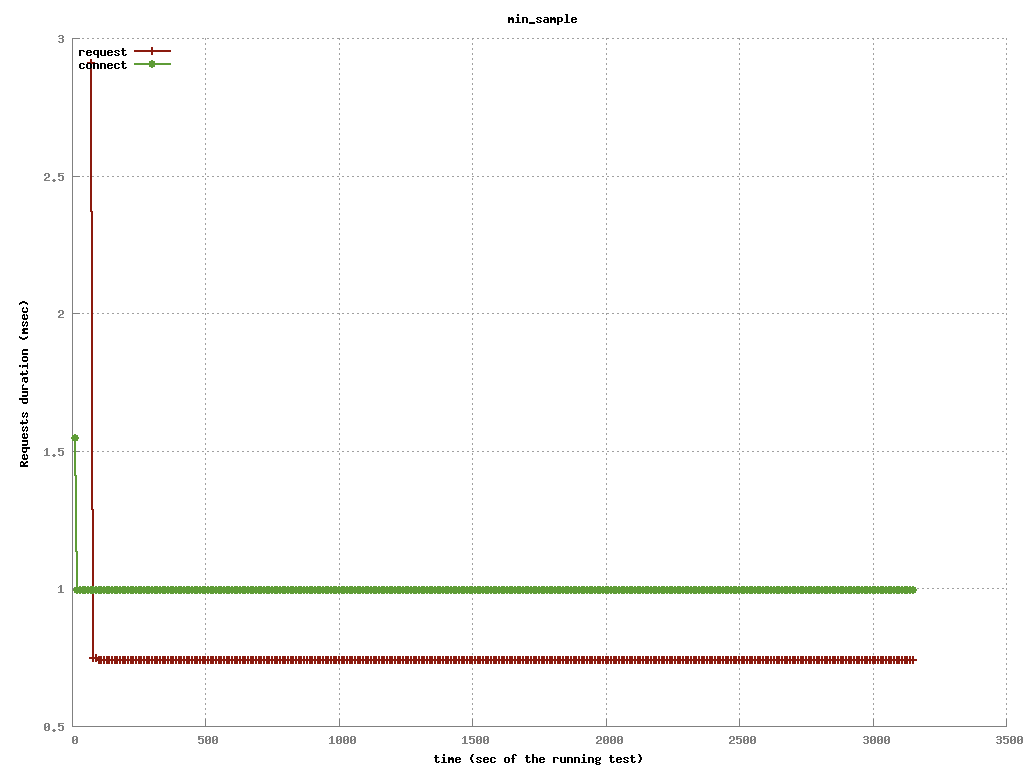 min_sample
3
request
connect
2.5
2
1.5
1
0.5
Requests duration (msec)
0 500 1000 1500 2000 2500 3000 3500
time (sec of the running test)